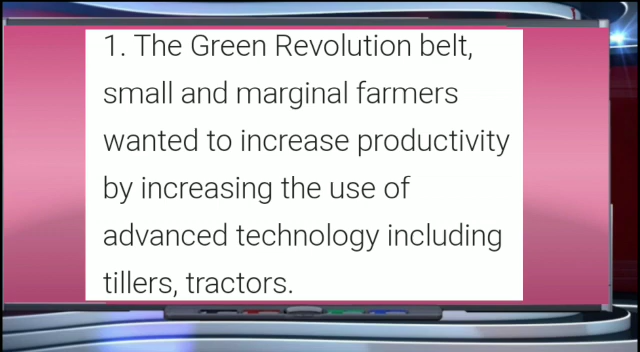 1. The Green Revolution belt,
small and marginal farmers
wanted to increase productivity
by increasing the use of
advanced technology including
tillers, tractors.